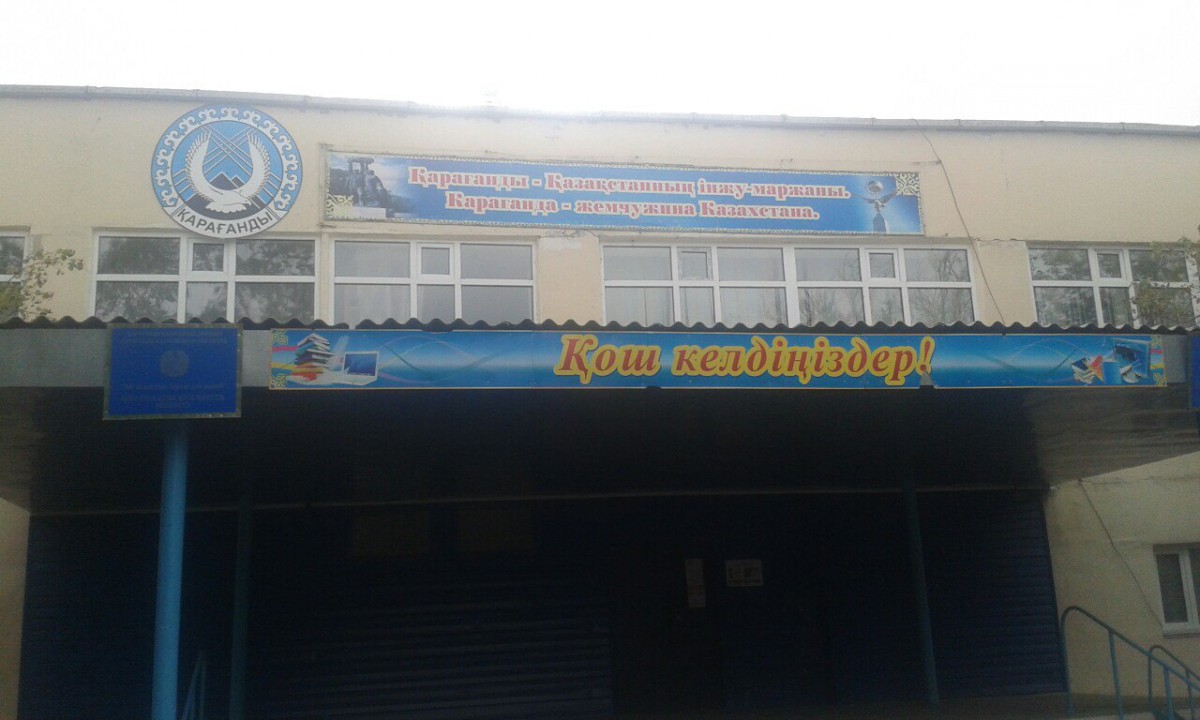 ҚАРАҒАНДЫ
Қарағанды - Қазақстанның інжу-маржаны.
Караганда - жемчужина Казахстана.
Қош келдіңіздер!